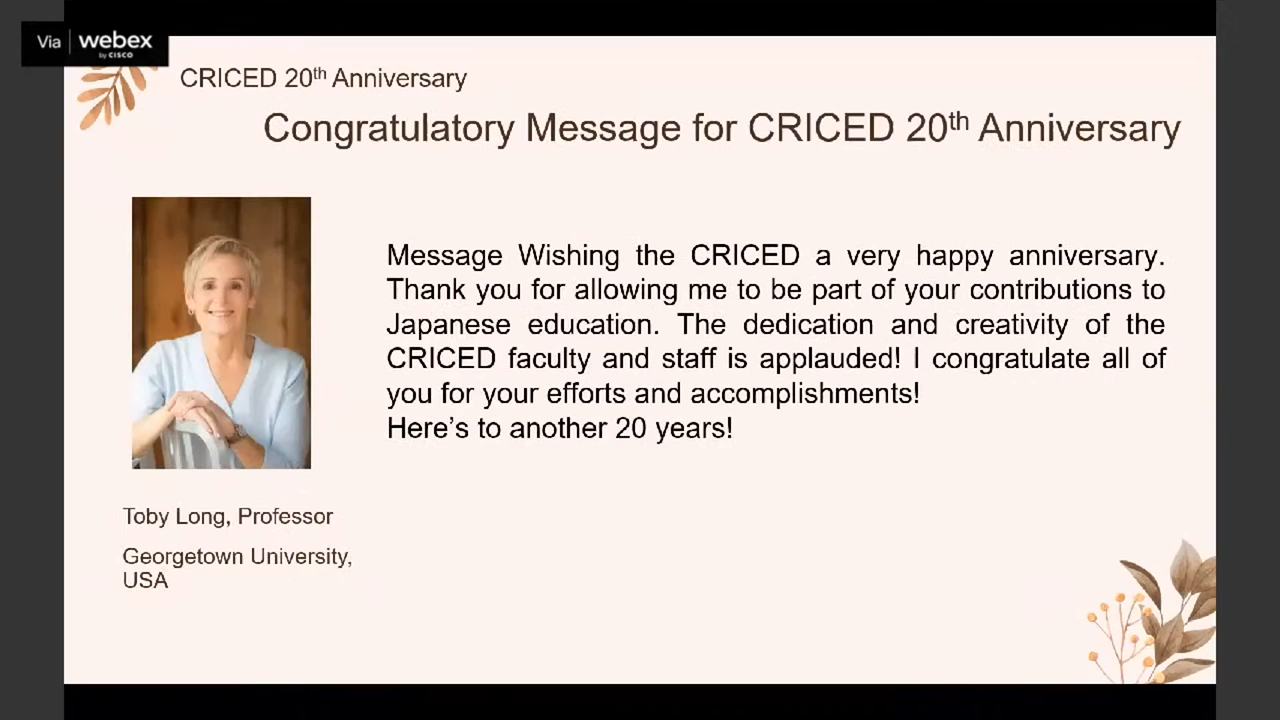 Via webex
by CISCO
CRICED 20th Anniversary
Congratulatory Message for CRICED 20th Anniversary
Message Wishing the CRICED a very happy anniversary.
Thank you for allowing me to be part of your contributions to
Japanese education. The dedication and creativity of the
CRICED faculty and staff is applauded! I congratulate all of
you for your efforts and accomplishments!
Here’s to another 20 years!
Toby Long, Professor
Georgetown University,
USA